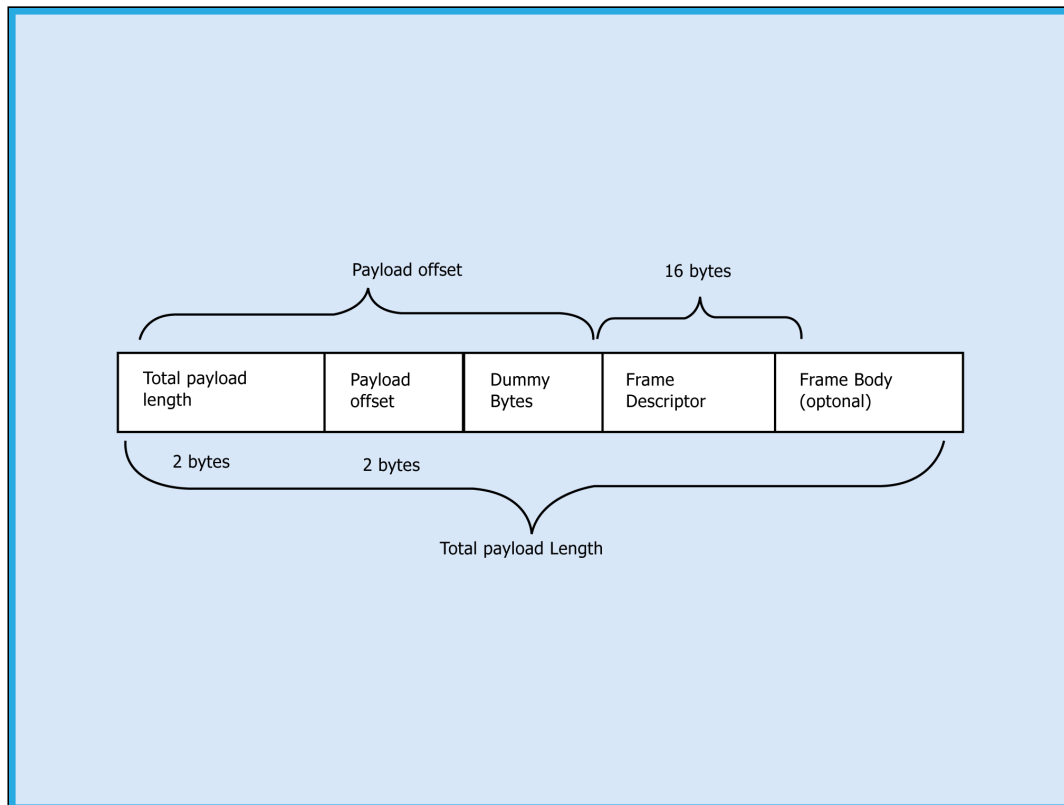 Payload offset
16 bytes
Total payload
length
Payload
offset
Dummy
Bytes
Frame
Descriptor
Frame Body
(optonal)
2 bytes
2 bytes
Total payload Length